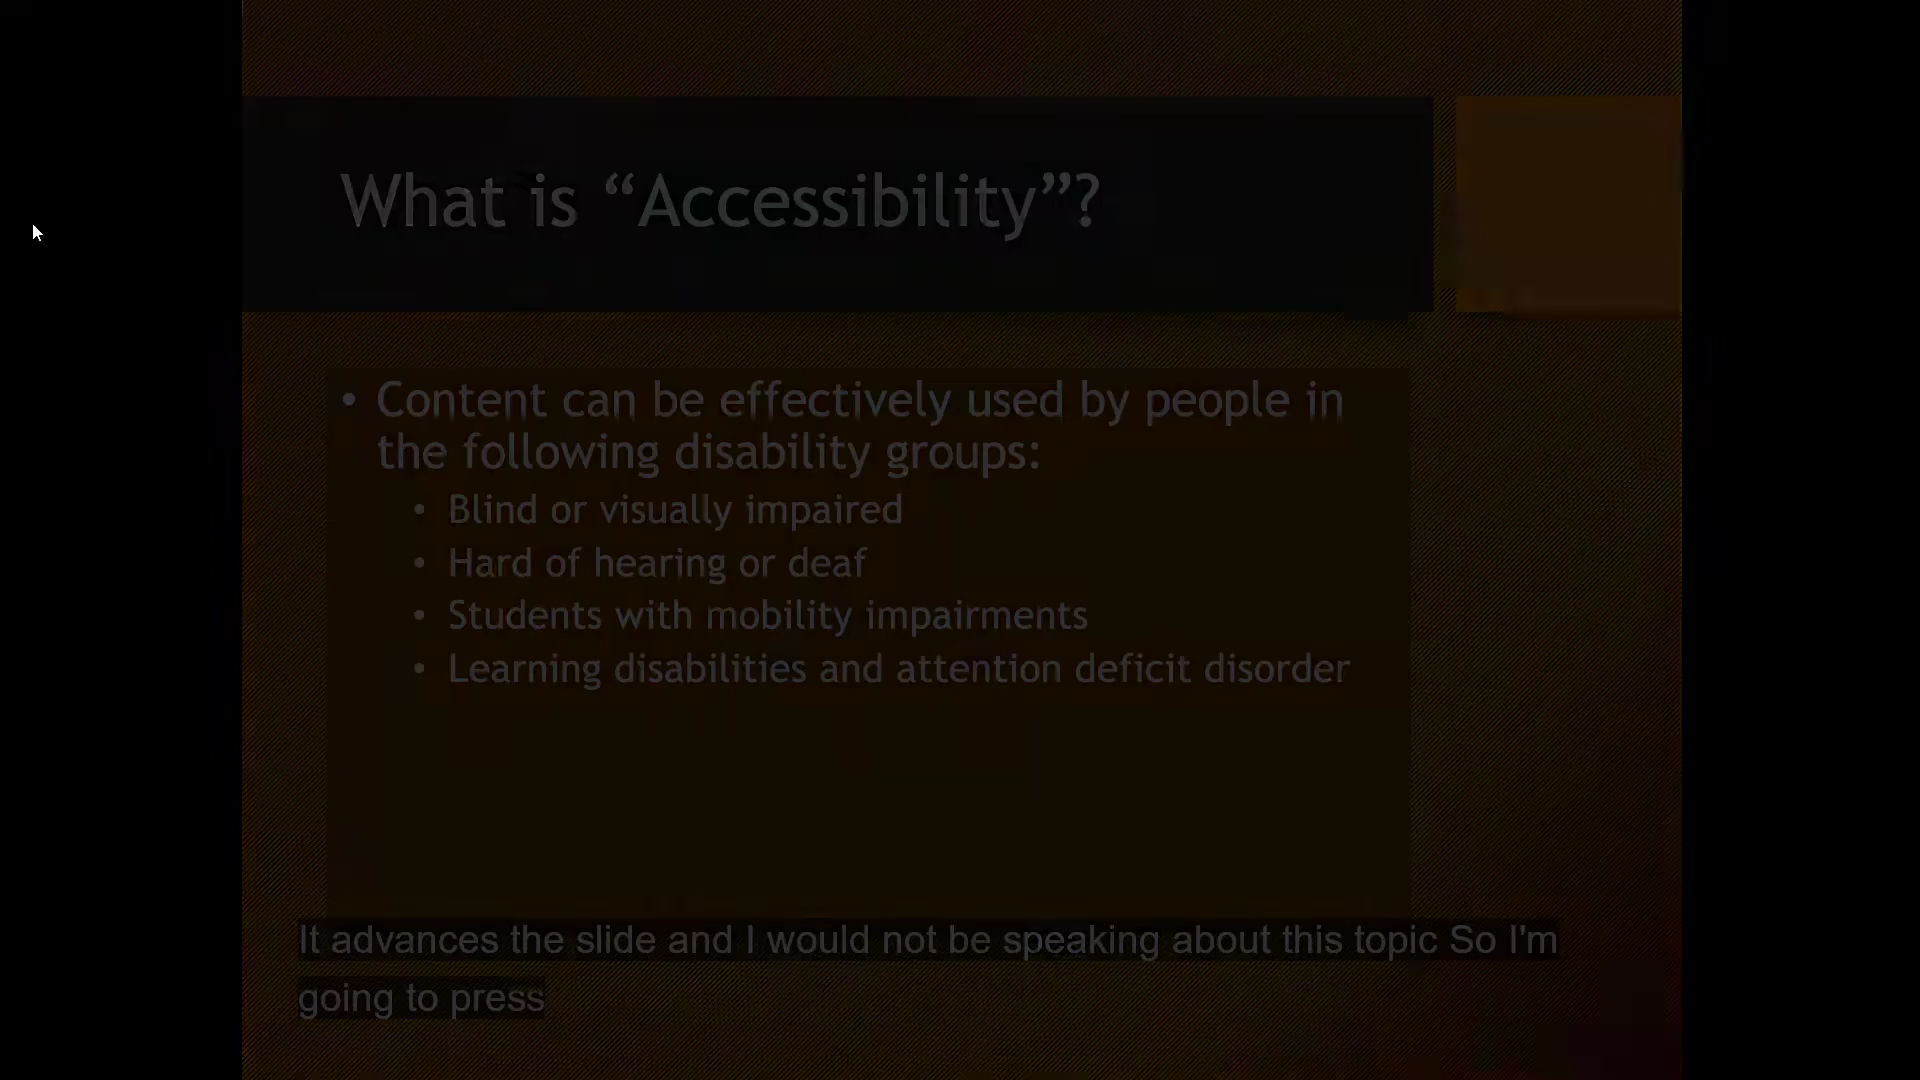 What is “Accessibility”?
• Content can be effectively used by people in
the following disability groups:
• Blind or visually impaired
• Hard of hearing or deaf
• Students with mobility impairments
• Learning disabilities and attention deficit disorder
It advances the slide and I would not be speaking about this topic So I'm
going to press